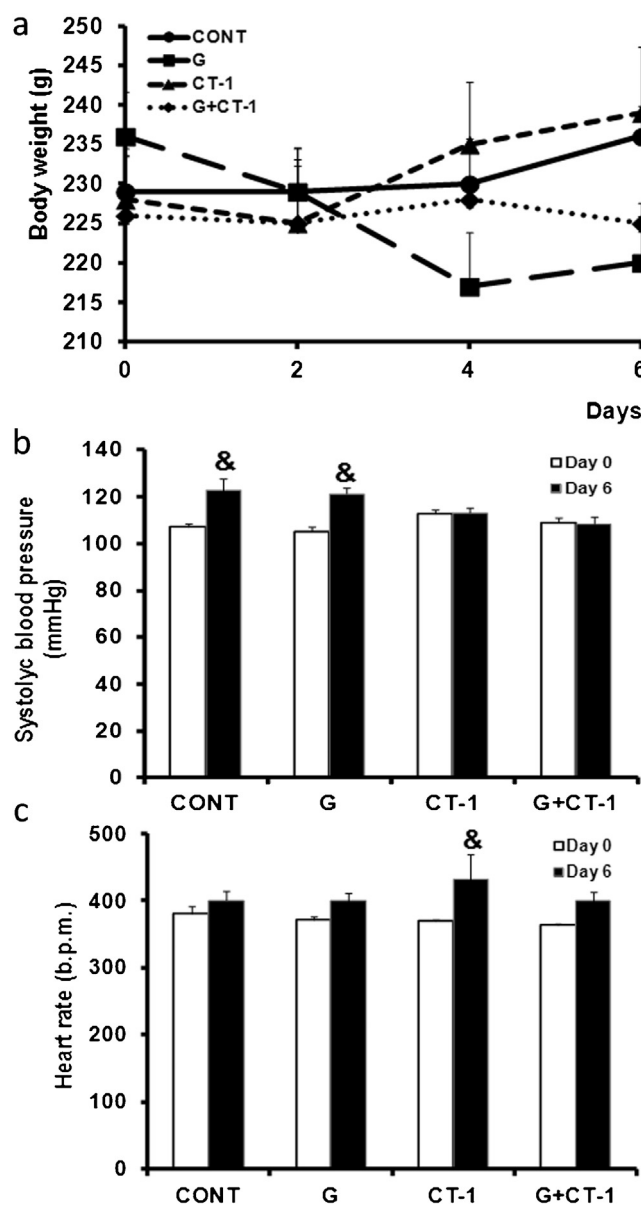 a
Body weight (g)
250
245
240
235
230
225
220
215
210
CONT
G
CT-1
G+CT-1
0 2 4 6
Days
b
Systolyc blood pressure
(mmHg)
140
120
100
80
60
40
20
0
& &
Day 0
Day 6
CONT G CT-1 G+CT-1
c
Heart rate (b.p.m.)
500
400
300
200
100
0
&
Day 0
Day 6
CONT G CT-1 G+CT-1